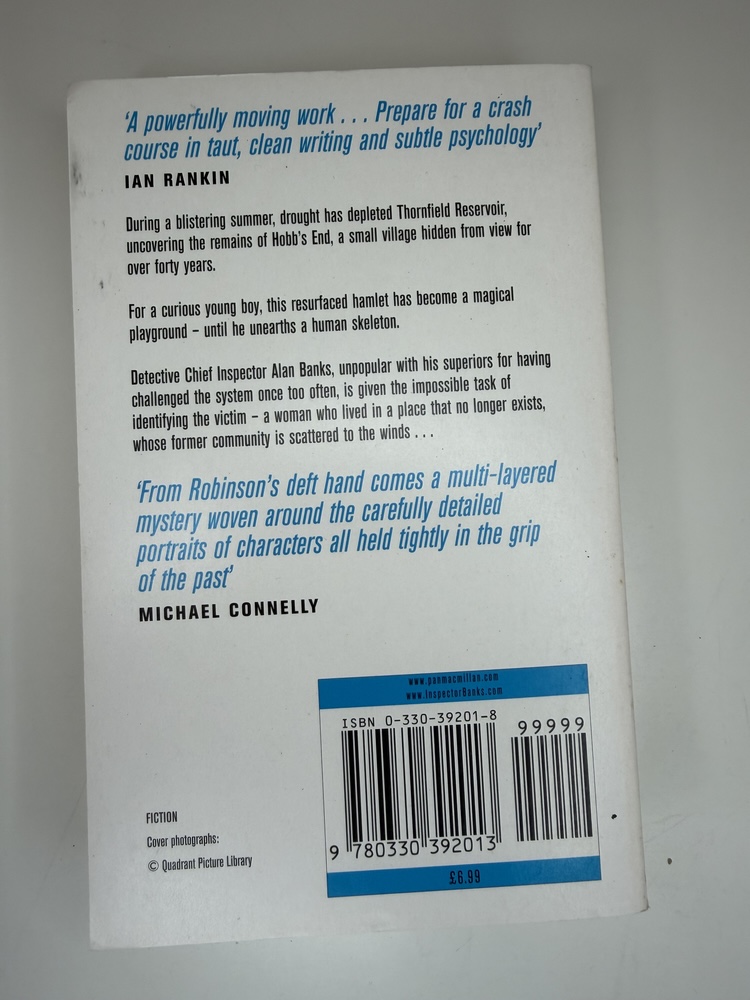 ‘A powerfully moving work . . . Prepare for a crash
course in taut, clean writing and subtle psychology’
IAN RANKIN
During a blistering summer, drought has depleted Thornfield Reservoir,
uncovering the remains of Hobb's End, a small village hidden from view for
over forty years.
For a curious young boy, this resurfaced hamlet has become a magical
playground – until he unearths a human skeleton.
Detective Chief Inspector Alan Banks, unpopular with his superiors for having
challenged the system once too often, is given the impossible task of
identifying the victim – a woman who lived in a place that no longer exists,
whose former community is scattered to the winds . . .
‘From Robinson's deft hand comes a multi-layered
mystery woven around the carefully detailed
portraits of characters all held tightly in the grip
of the past’
MICHAEL CONNELLY
www.panmacmillan.com
www.InspectorBanks.com
ISBN 0-330-39201-8
99999
9 780330 392013
£6.99
FICTION
Cover photographs:
© Quadrant Picture Library